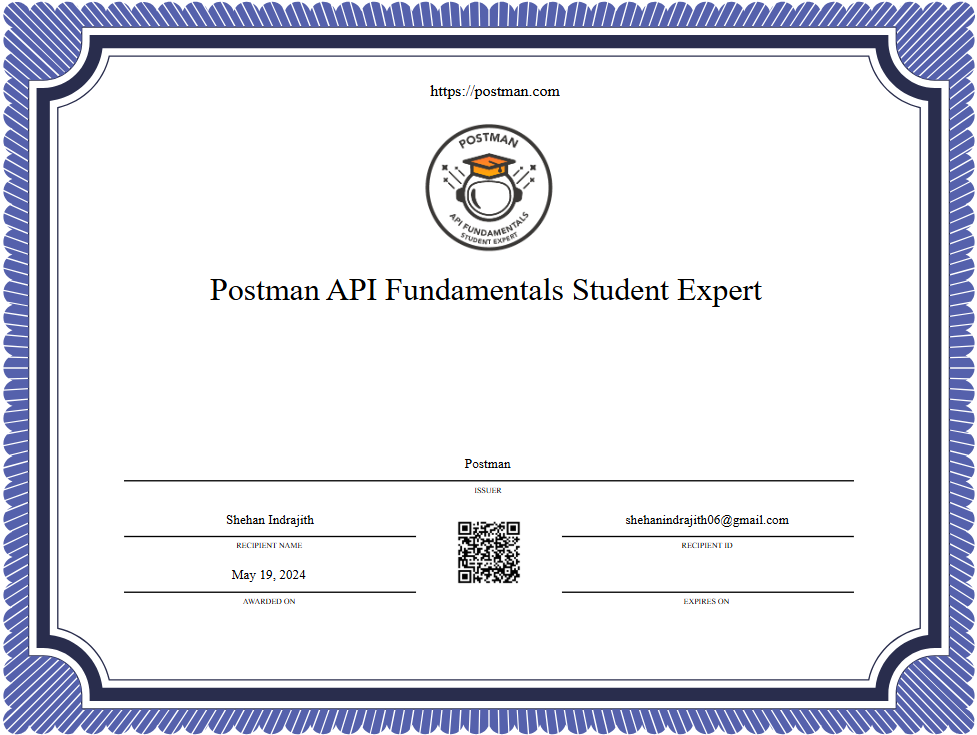 https://postman.com
POSTMAN
API FUNDAMENTALS
STUDENT EXPERT
Postman API Fundamentals Student Expert
Postman
ISSUER
Shehan Indrajith
RECIPIENT NAME
shehanindrajith06@gmail.com
RECIPIENT ID
May 19, 2024
AWARDED ON
EXPIRES ON